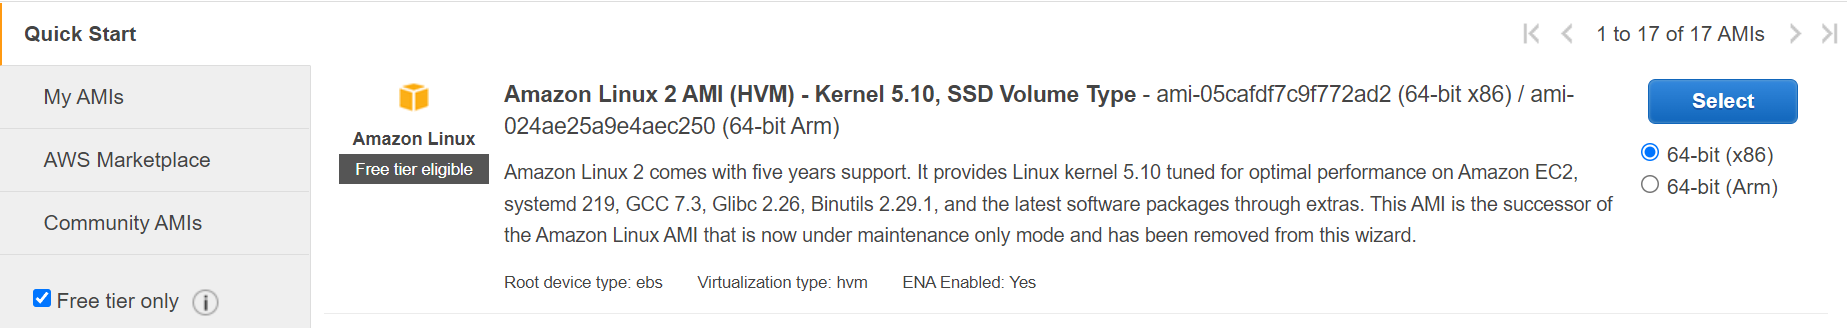 Quick Start
1 to 17 of 17 AMIs
My AMIs
AWS Marketplace
Community AMIs
Free tier only
Amazon Linux
Free tier eligible
Amazon Linux 2 AMI (HVM) - Kernel 5.10, SSD Volume Type - ami-05cafdf7c9f772ad2 (64-bit x86) / ami-
024ae25a9e4aec250 (64-bit Arm)
Amazon Linux 2 comes with five years support. It provides Linux kernel 5.10 tuned for optimal performance on Amazon EC2,
systemd 219, GCC 7.3, Glibc 2.26, Binutils 2.29.1, and the latest software packages through extras. This AMI is the successor of
the Amazon Linux AMI that is now under maintenance only mode and has been removed from this wizard.
Root device type: ebs Virtualization type: hvm ENA Enabled: Yes
Select
64-bit (x86)
64-bit (Arm)